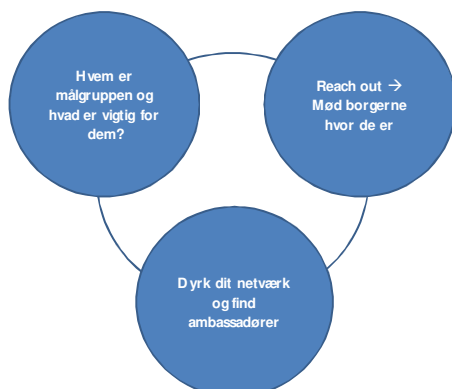 Hvem er
målgruppen og
hvad er vigtig for
dem?
Reach out →
Mød borgerne
hvor de er
Dyrk dit netværk
og find
ambassadører